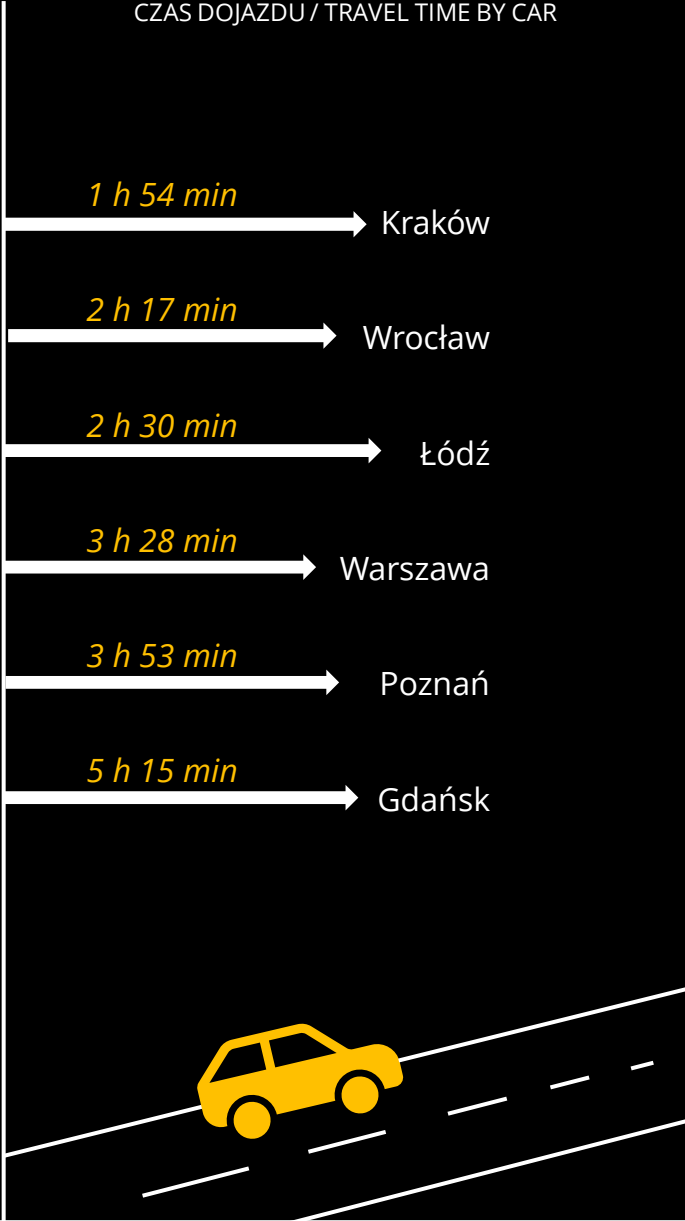 CZAS DOJAZDU / TRAVEL TIME BY CAR
1 h 54 min
Kraków
2 h 17 min
Wrocław
2 h 30 min
Łódź
3 h 28 min
Warszawa
3 h 53 min
Poznań
5 h 15 min
Gdańsk